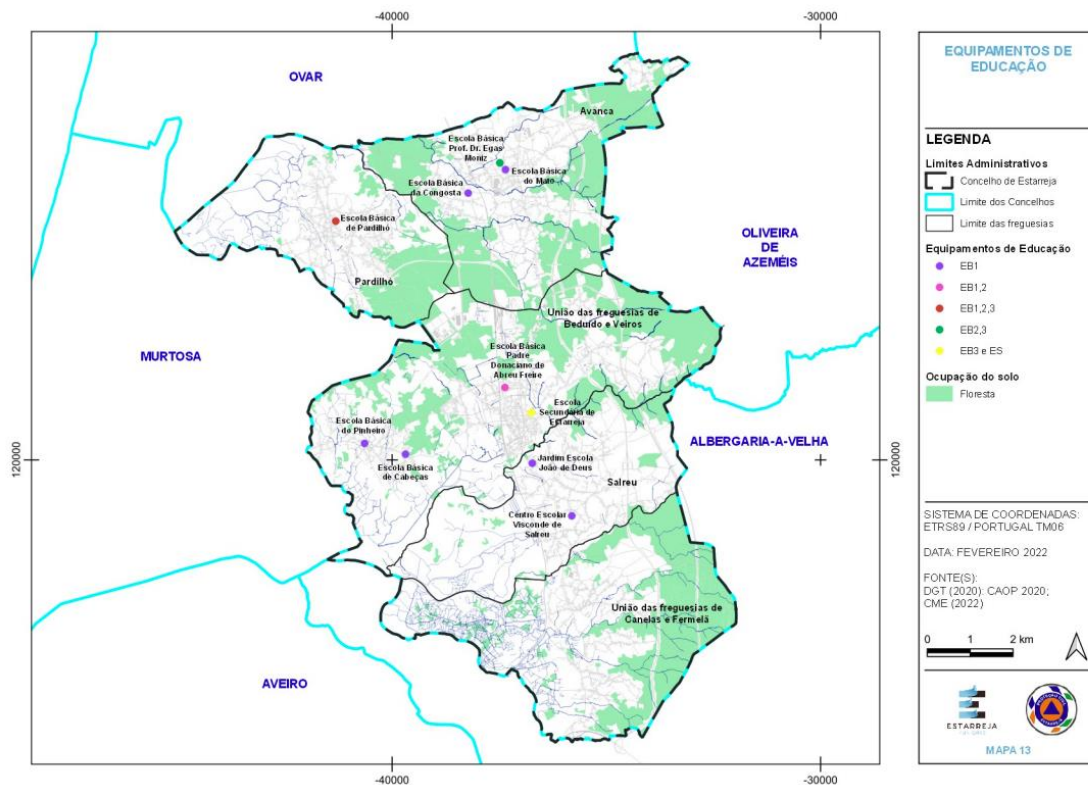 -40000
-30000
OVAR
Avanca
Escola Básica
Prof. Dr. Egas
Moniz
Escola Básica
do Mato
Escola Básica
da Congosta
Escola Básica
de Pardilhó
OLIVEIRA
DE
AZEMÉIS
Pardilhó
União das freguesias de
Beduído e Veiros
MURTOSA
Escola Básica
Padre
Donaciano de
Abreu Freire
Escola
Secundária de
Estarreja
Escola Básica
do Pinheiro
ALBERGARIA-A-VELHA
120000
120000
Escola Básica
de Cabeças
Jardim Escola
João de Deus
Salreu
Centro Escolar
Visconde de
Salreu
União das freguesias de
Canelas e Fermelã
AVEIRO
-40000
-30000
EQUIPAMENTOS DE
EDUCAÇÃO
LEGENDA
Limites Administrativos
Concelho de Estarreja
Limite dos Concelhos
Limite das freguesias
Equipamentos de Educação
EB1
EB1,2
EB1,2,3
EB2,3
EB3 e ES
Ocupação do solo
Floresta
SISTEMA DE COORDENADAS:
ETRS89 / PORTUGAL TM06
DATA: FEVEREIRO 2022
FONTE(S):
DGT (2020): CAOP 2020;
CME (2022)
0 1 2 km
ESTARREJA
MAPA 13